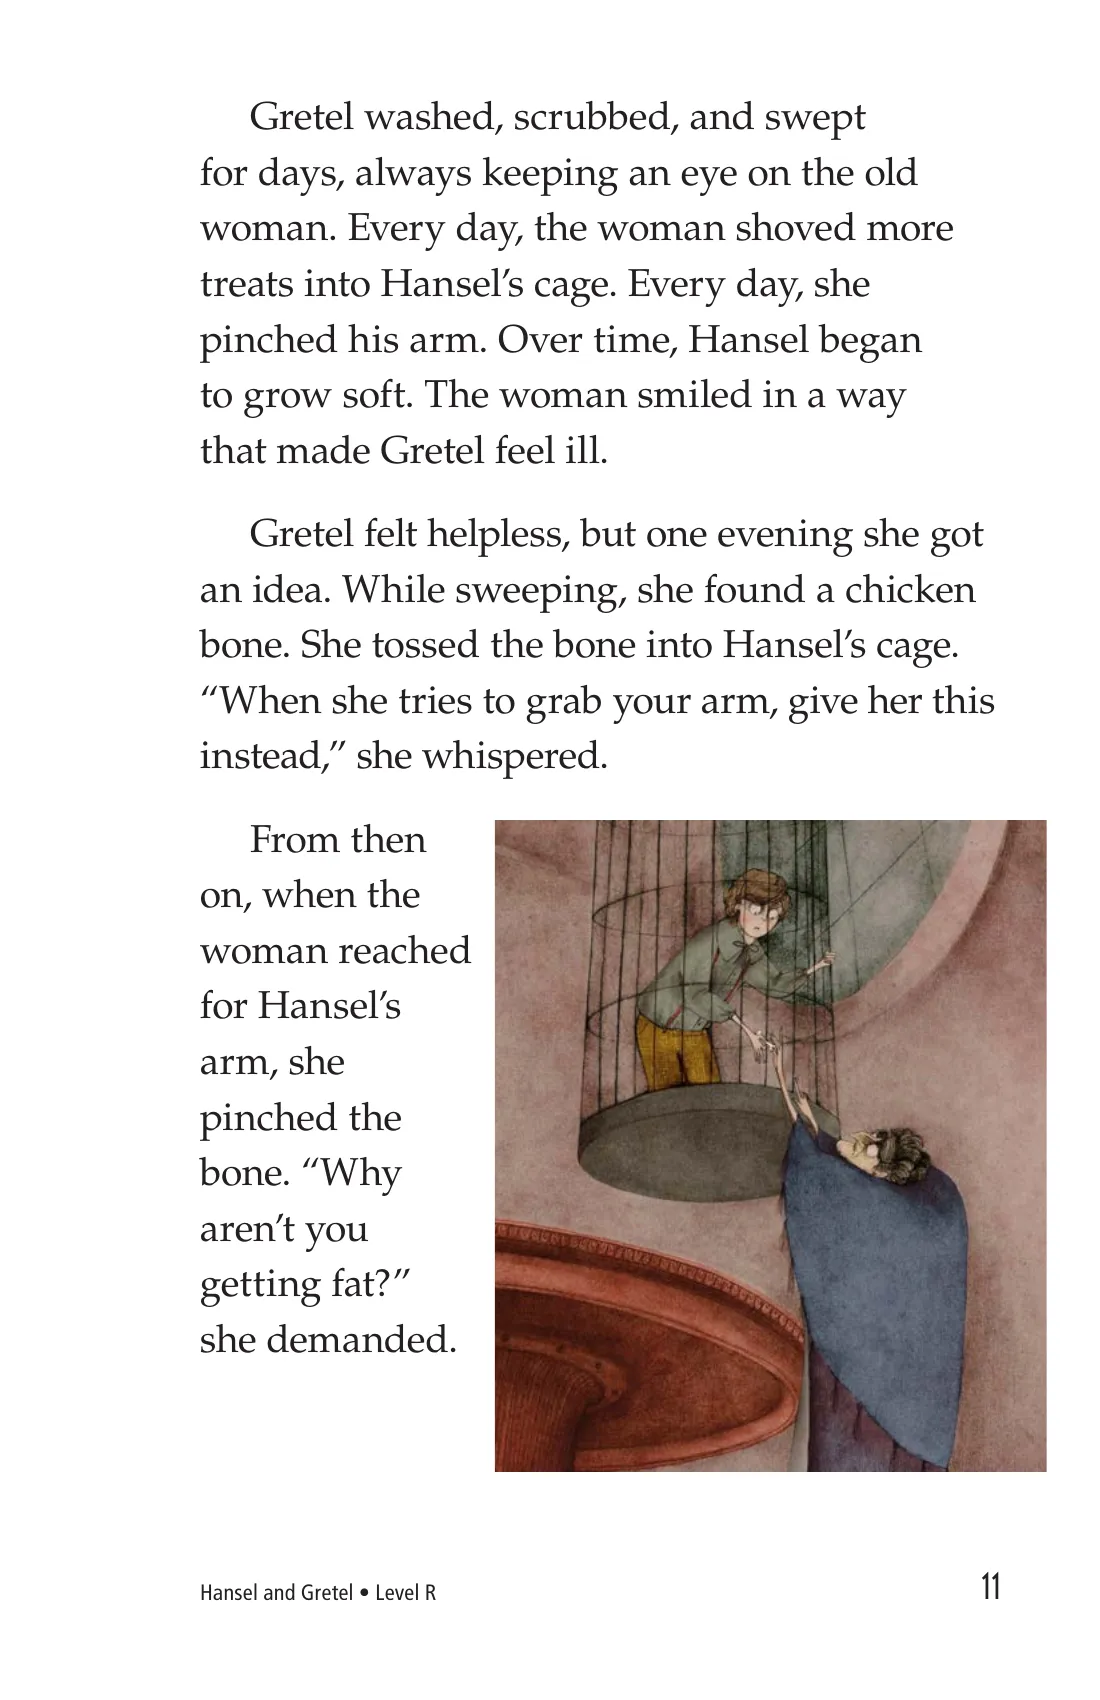 Gretel washed, scrubbed, and swept
for days, always keeping an eye on the old
woman. Every day, the woman shoved more
treats into Hansel’s cage. Every day, she
pinched his arm. Over time, Hansel began
to grow soft. The woman smiled in a way
that made Gretel feel ill.
Gretel felt helpless, but one evening she got
an idea. While sweeping, she found a chicken
bone. She tossed the bone into Hansel’s cage.
“When she tries to grab your arm, give her this
instead,” she whispered.
From then
on, when the
woman reached
for Hansel’s
arm, she
pinched the
bone. “Why
aren’t you
getting fat?”
she demanded.
Hansel and Gretel • Level R
11